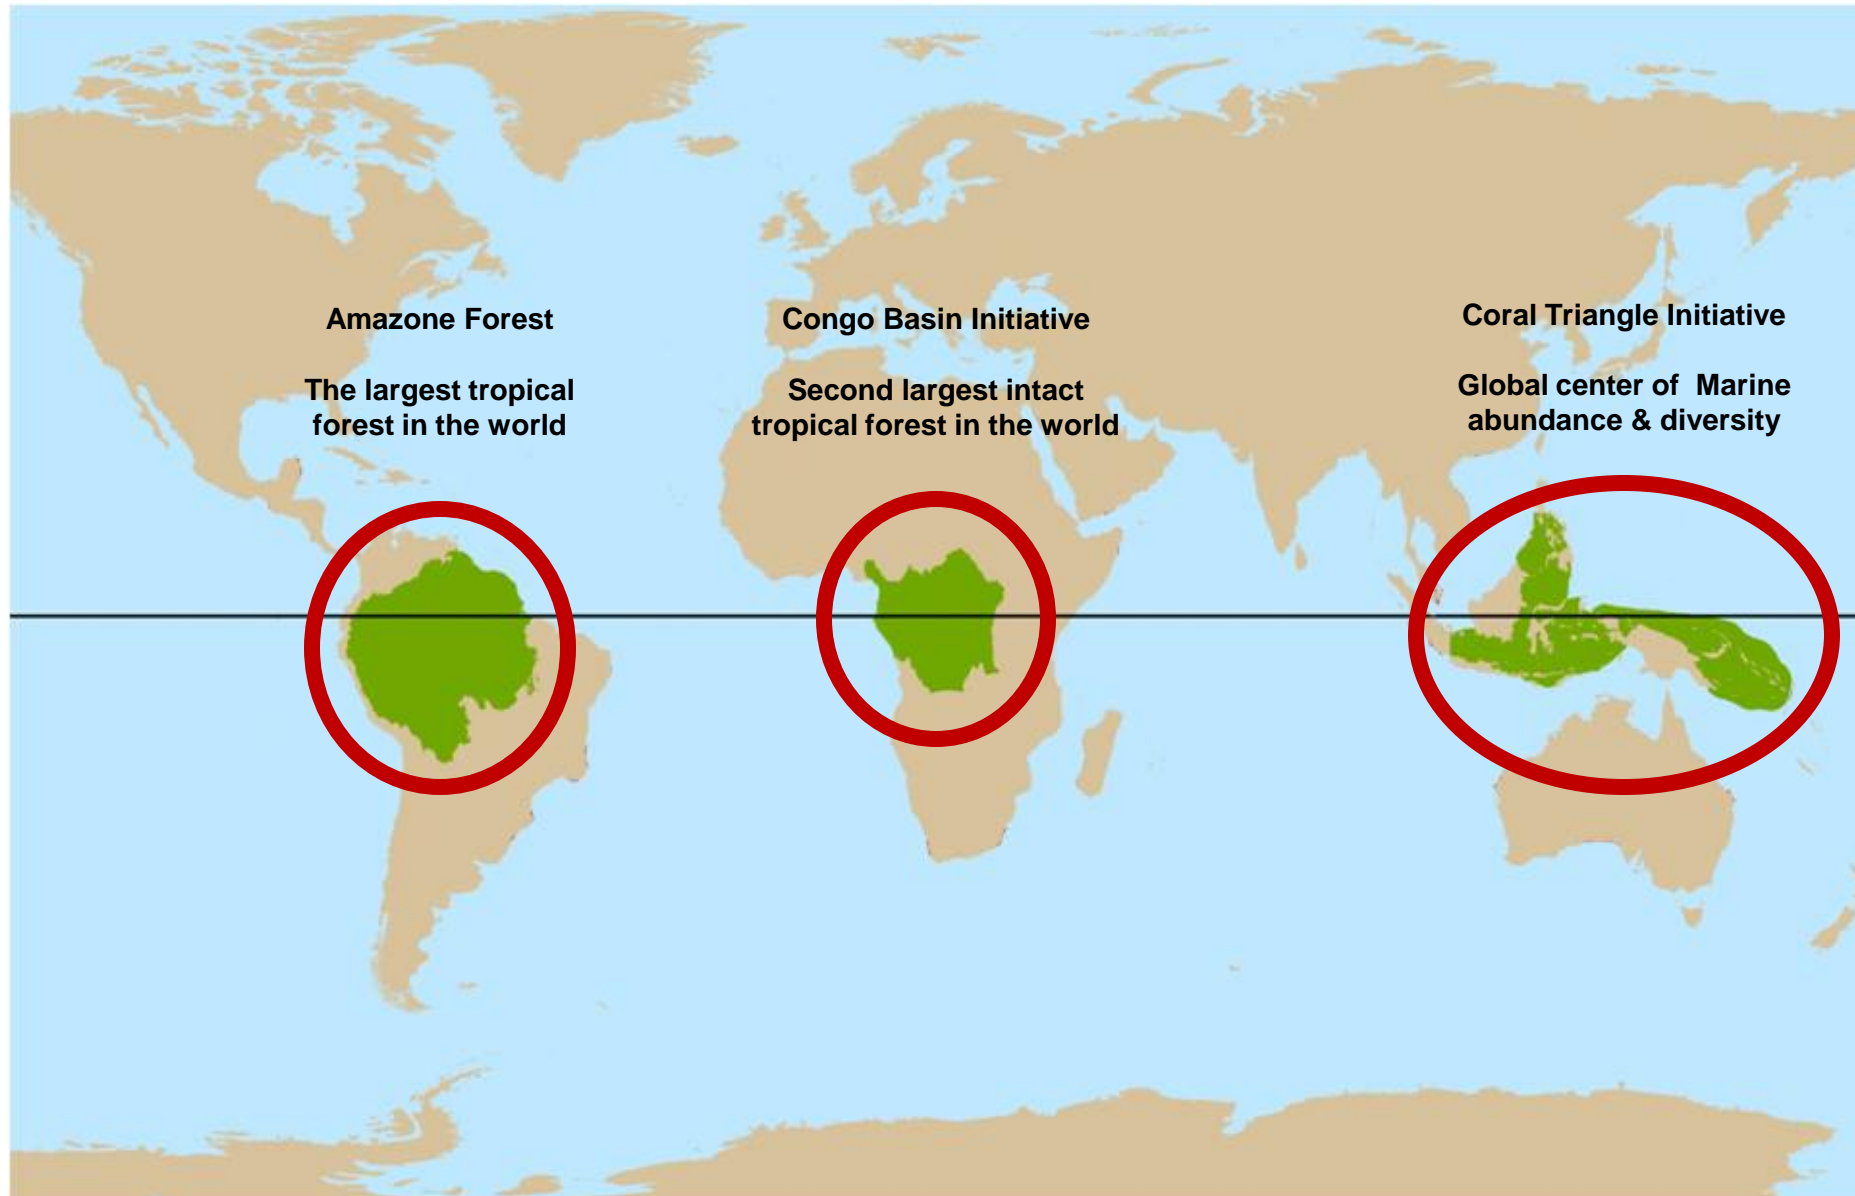 Amazone Forest
The largest tropical
forest in the world
Congo Basin Initiative
Second largest intact
tropical forest in the world
Coral Triangle Initiative
Global center of  Marine
abundance & diversity